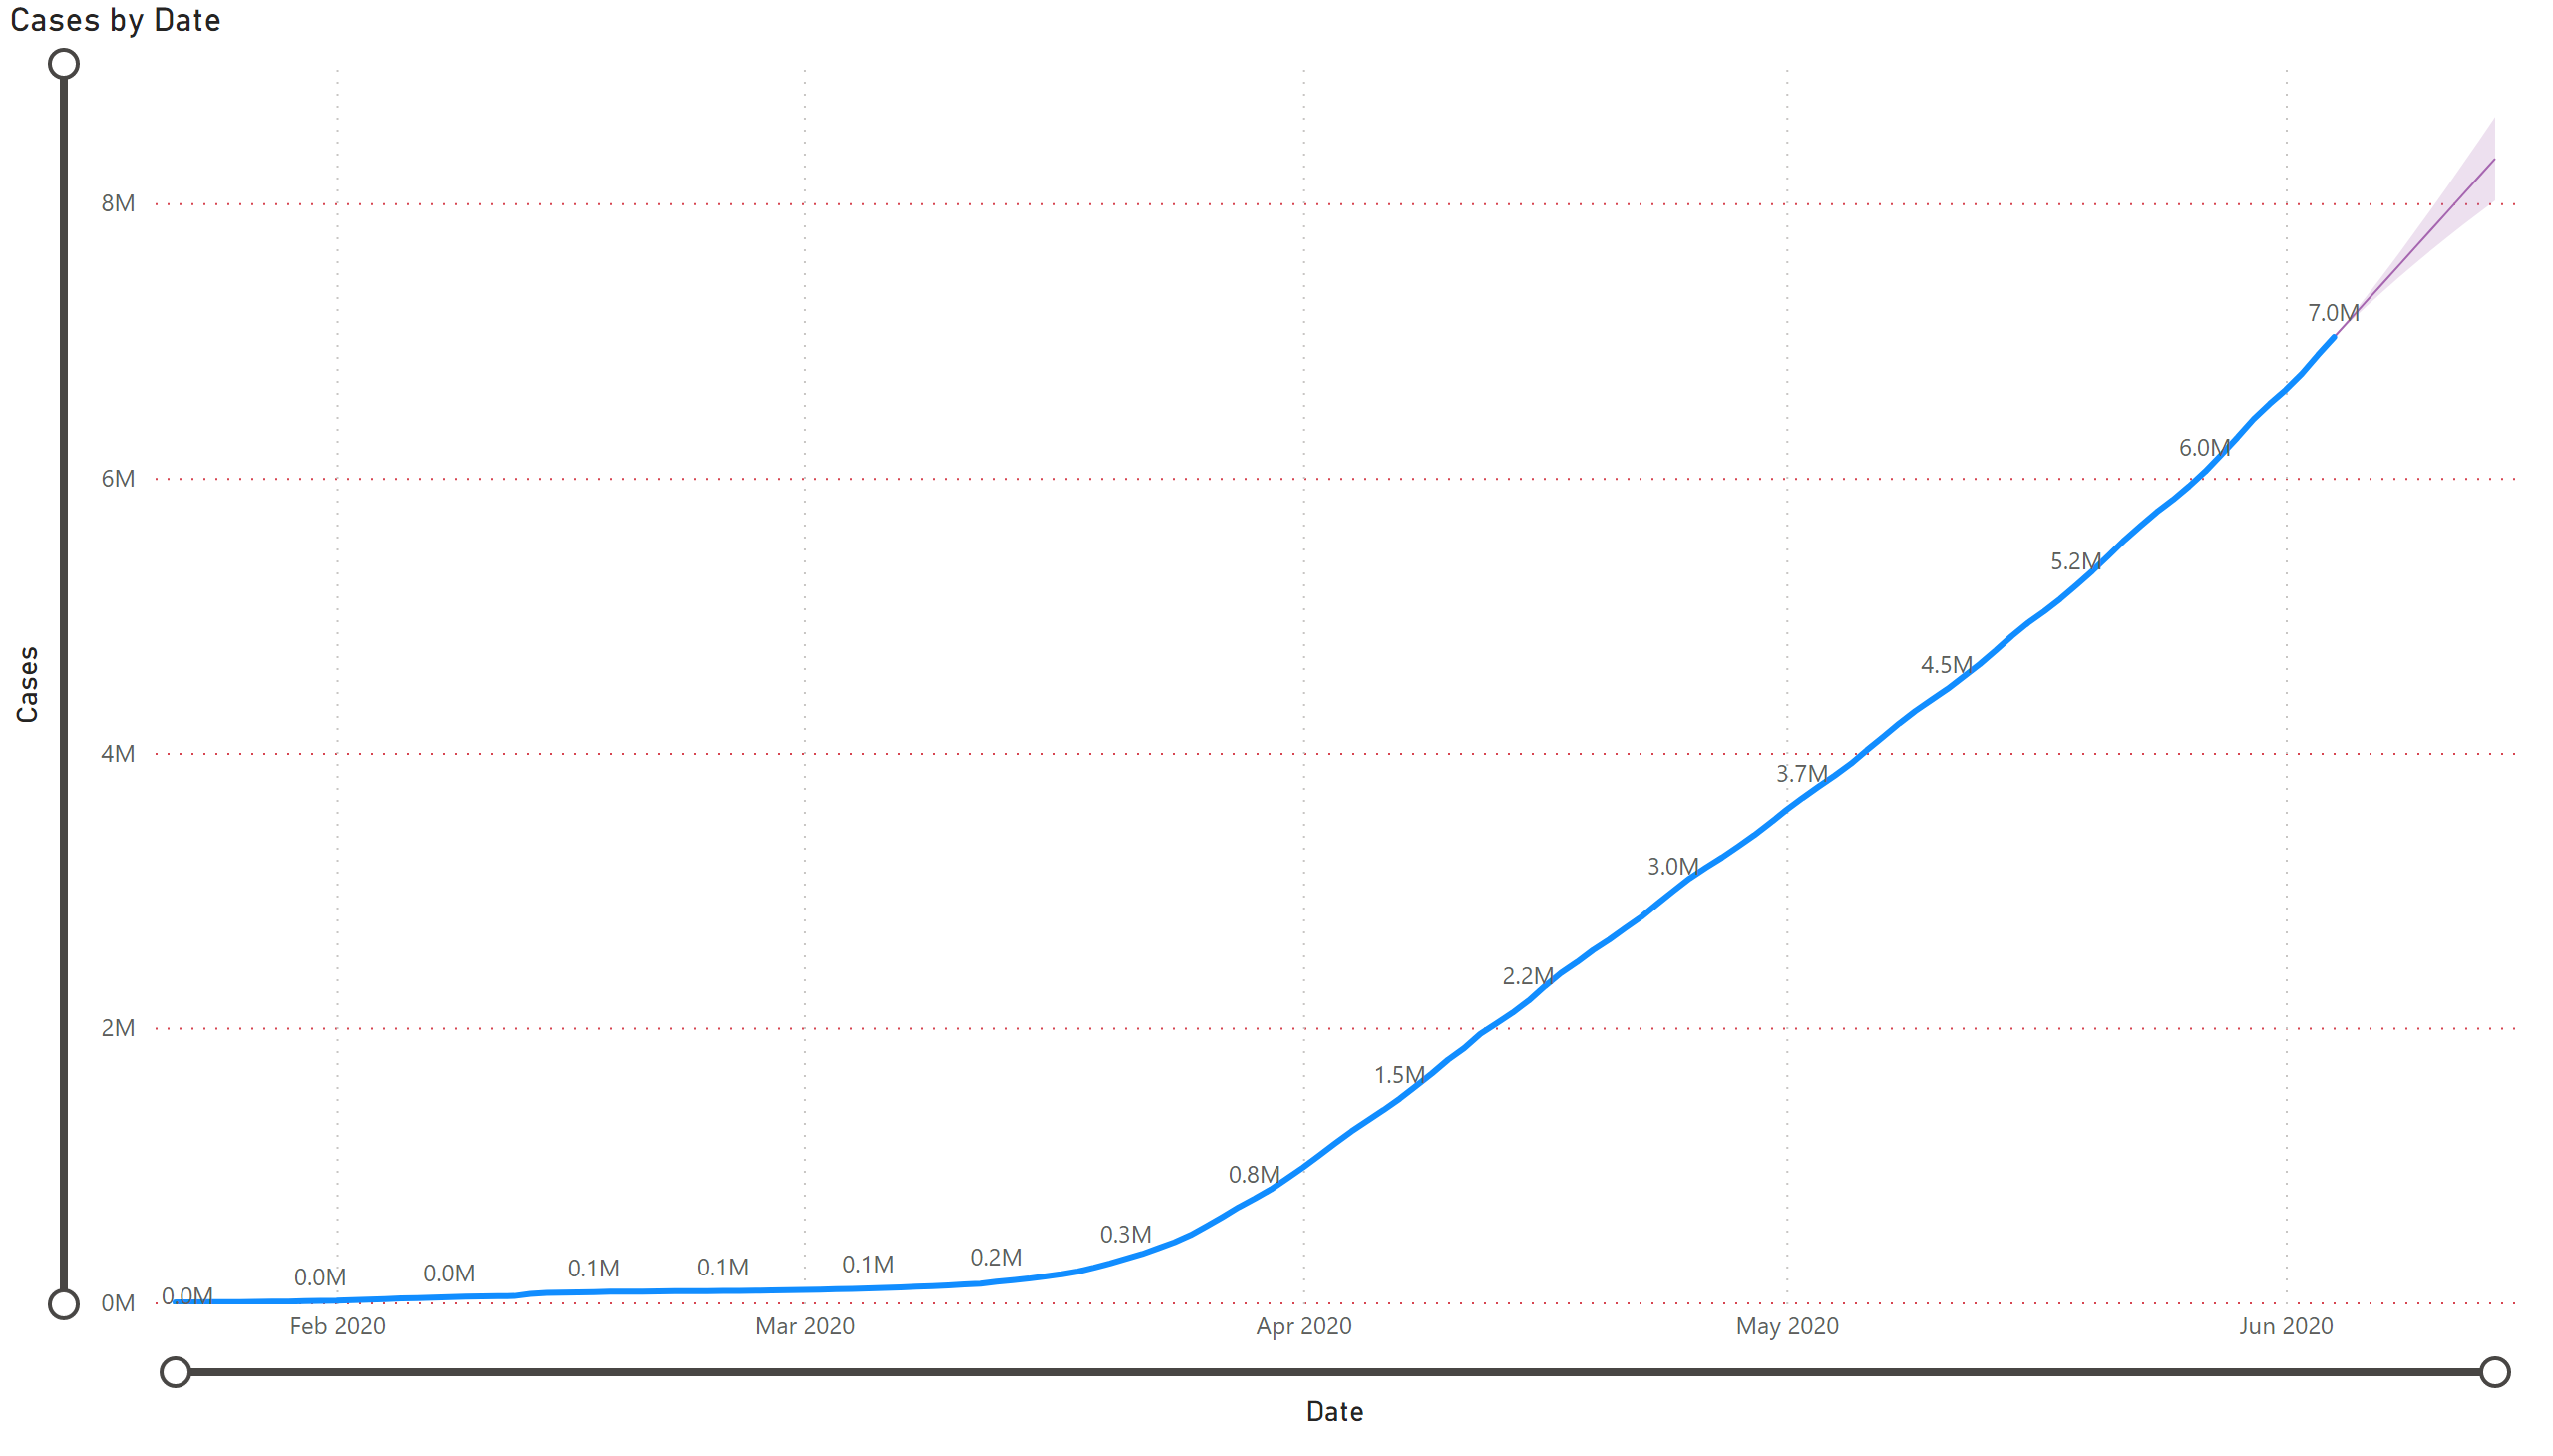 Cases by Date
8M
6M
4M
2M
0M
Cases
0.0M
0.0M
0.0M
0.1M
0.1M
0.1M
0.2M
0.3M
0.8M
1.5M
2.2M
3.0M
3.7M
4.5M
5.2M
6.0M
7.0M
Feb 2020
Mar 2020
Apr 2020
May 2020
Jun 2020
Date